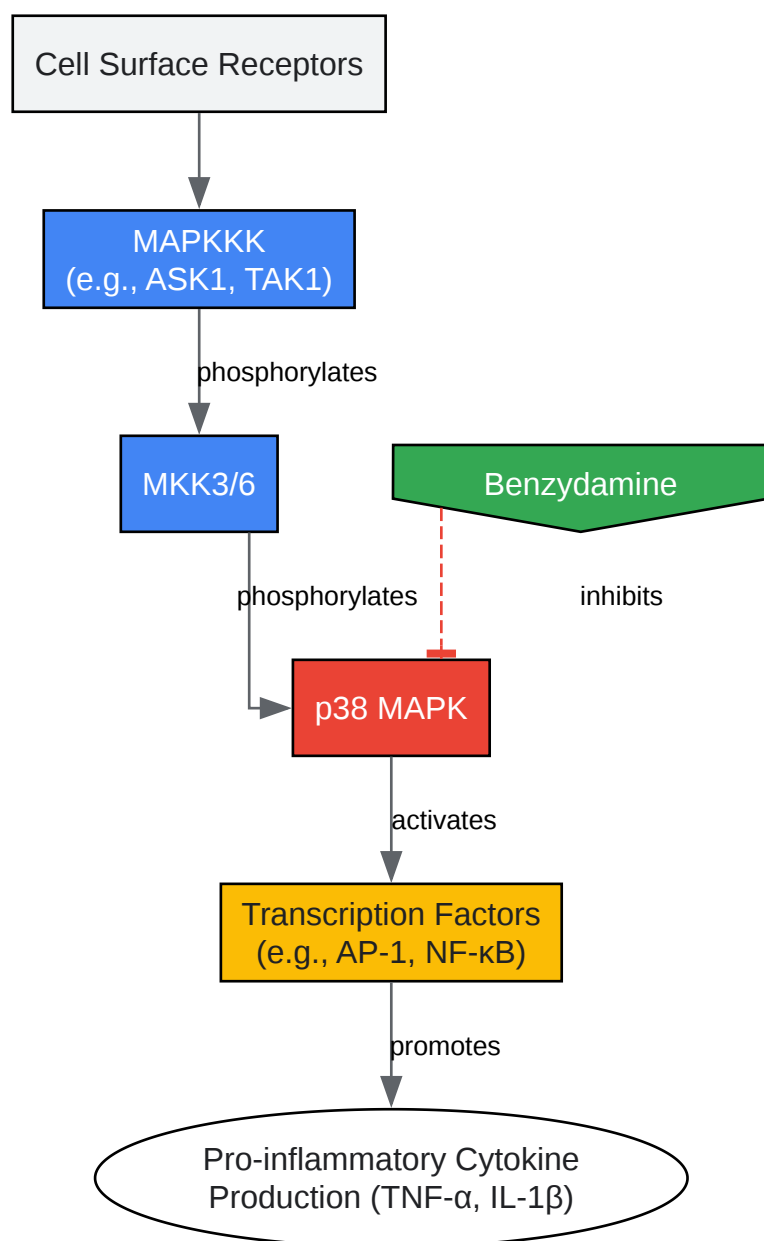 Cell Surface Receptors
MAPKKK
(e.g., ASK1, TAK1)
phosphorylates
MKK3/6
Benzydamine
phosphorylates
inhibits
p38 MAPK
activates
Transcription Factors
(e.g., AP-1, NF-κB)
promotes
Pro-inflammatory Cytokine
Production (TNF-α, IL-1β)